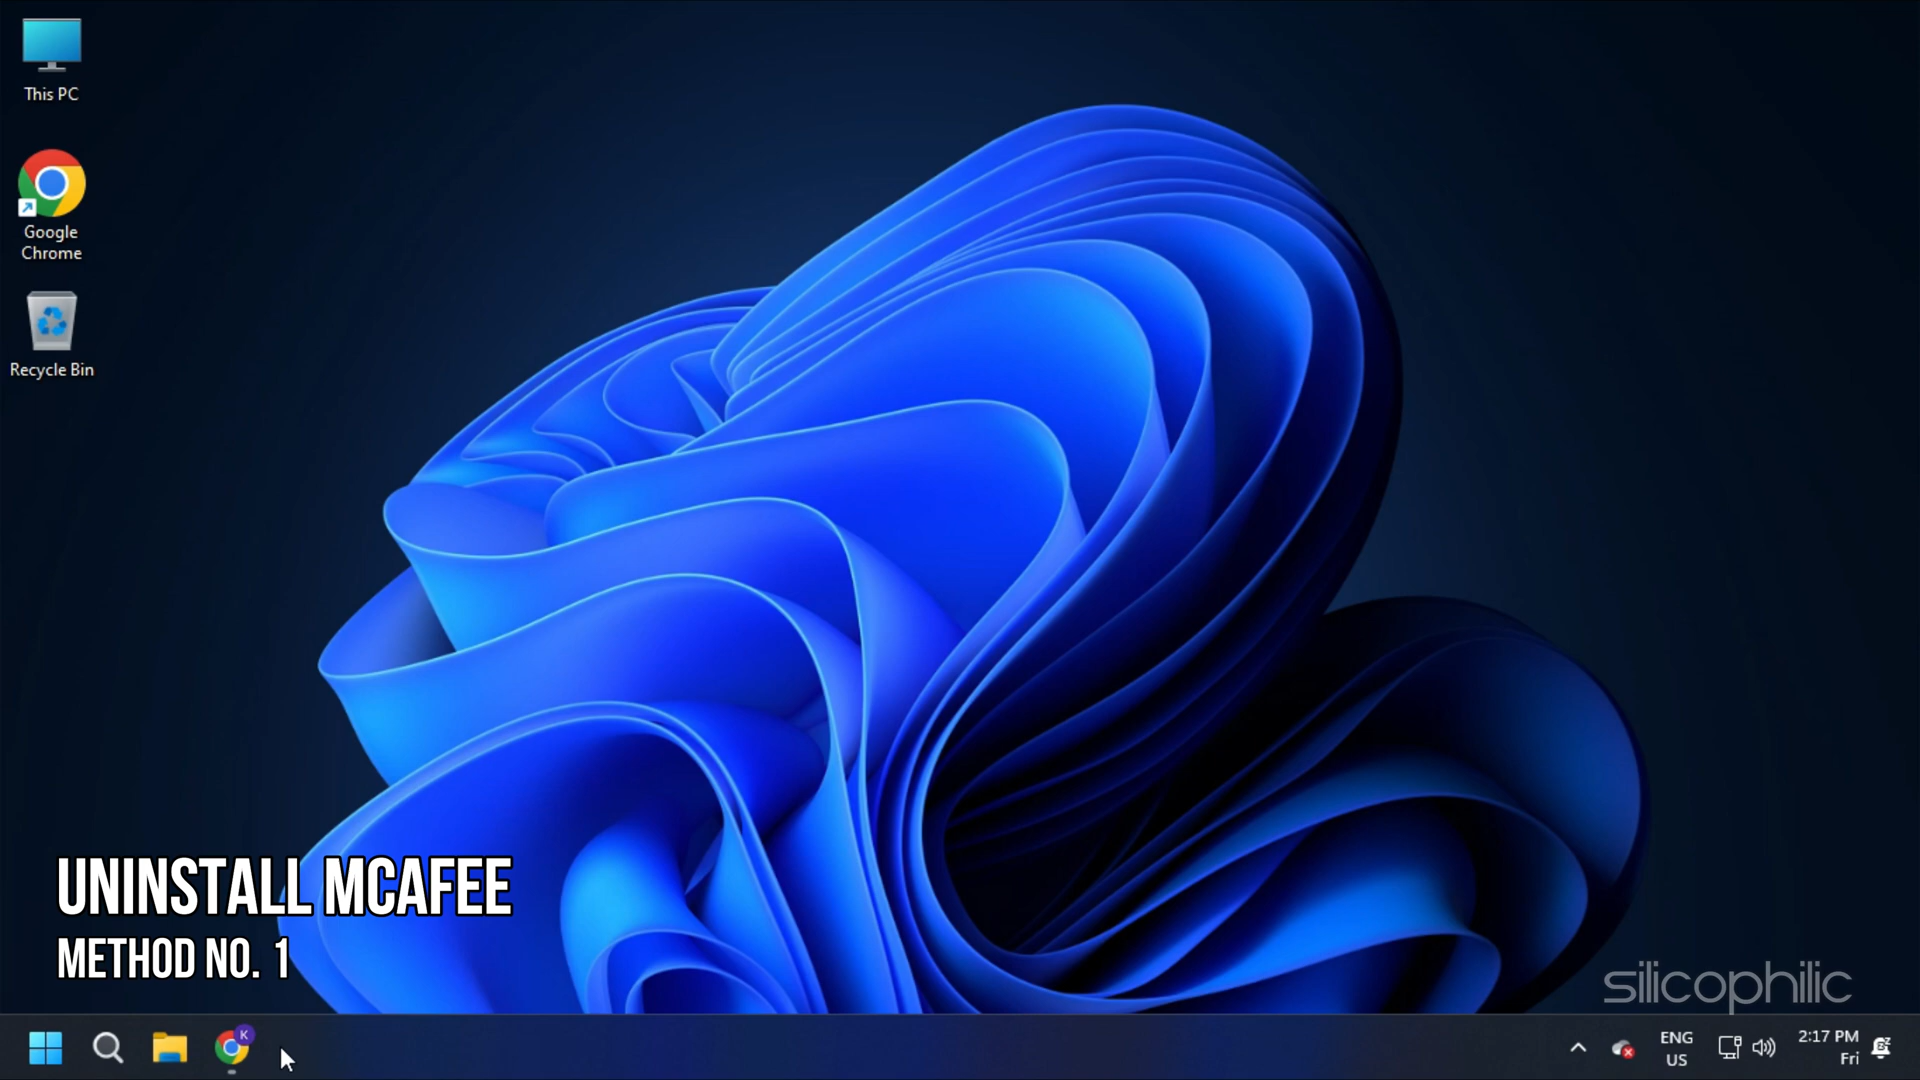 This PC
Google
Chrome
Recycle Bin
UNINSTALL MCAFEE
METHOD NO. 1
silicophilic
K
ENG
US
2:17 PM
Fri